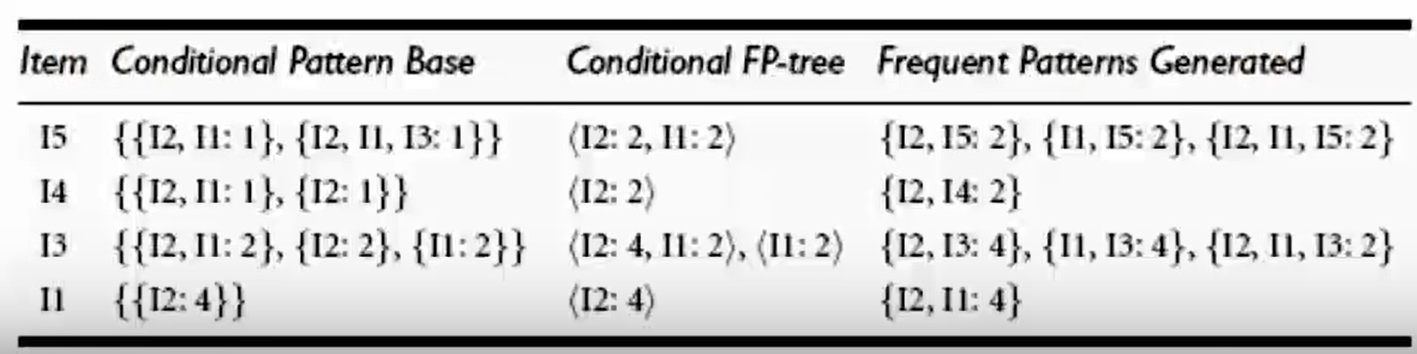 Item Conditional Pattern Base Conditional FP-tree Frequent Patterns Generated
I5 {{I2, I1: 1}, {I2, I1, I3: 1}} ⟨I2: 2, I1: 2⟩ {I2, I5: 2}, {I1, I5: 2}, {I2, I1, I5: 2}
I4 {{I2, I1: 1}, {I2: 1}} ⟨I2: 2⟩ {I2, I4: 2}
I3 {{I2, I1: 2}, {I2: 2}, {I1: 2}} ⟨I2: 4, I1: 2⟩, ⟨I1: 2⟩ {I2, I3: 4}, {I1, I3: 4}, {I2, I1, I3: 2}
I1 {{I2: 4}} ⟨I2: 4⟩ {I2, I1: 4}